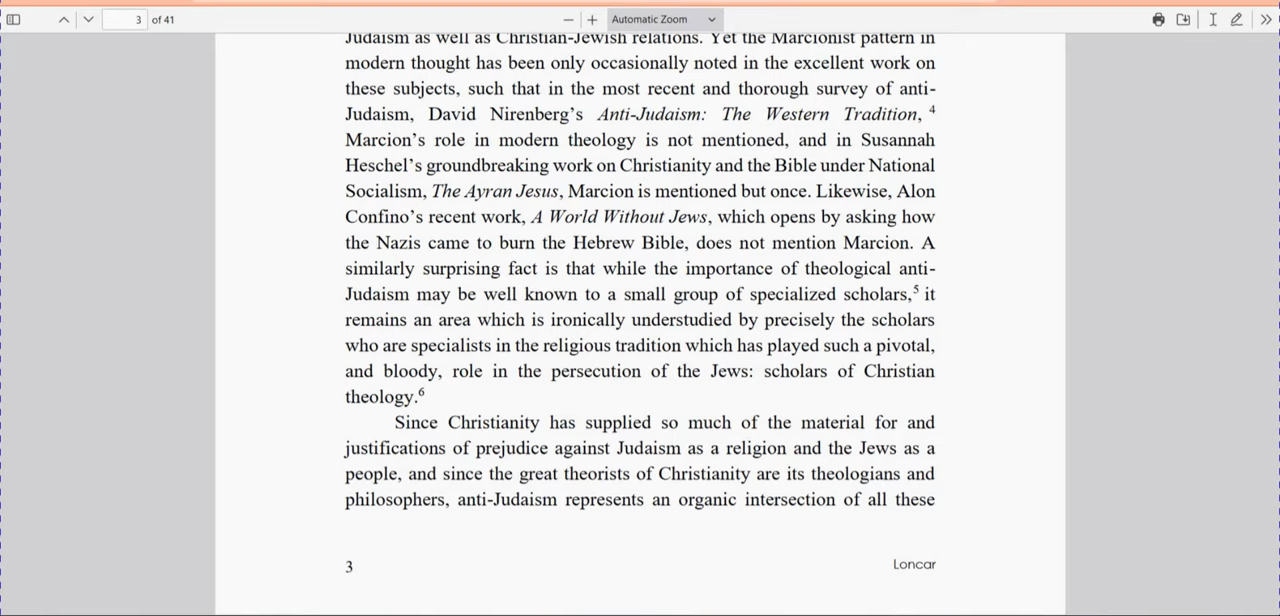 3 of 41
Automatic Zoom
Judaism as well as Christian-Jewish relations. Yet the Marcionist pattern in
modern thought has been only occasionally noted in the excellent work on
these subjects, such that in the most recent and thorough survey of anti-
Judaism, David Nirenberg’s Anti-Judaism: The Western Tradition, 4
Marcion’s role in modern theology is not mentioned, and in Susannah
Heschel’s groundbreaking work on Christianity and the Bible under National
Socialism, The Ayran Jesus, Marcion is mentioned but once. Likewise, Alon
Confino’s recent work, A World Without Jews, which opens by asking how
the Nazis came to burn the Hebrew Bible, does not mention Marcion. A
similarly surprising fact is that while the importance of theological anti-
Judaism may be well known to a small group of specialized scholars,5 it
remains an area which is ironically understudied by precisely the scholars
who are specialists in the religious tradition which has played such a pivotal,
and bloody, role in the persecution of the Jews: scholars of Christian
theology.6
Since Christianity has supplied so much of the material for and
justifications of prejudice against Judaism as a religion and the Jews as a
people, and since the great theorists of Christianity are its theologians and
philosophers, anti-Judaism represents an organic intersection of all these
3 Loncar